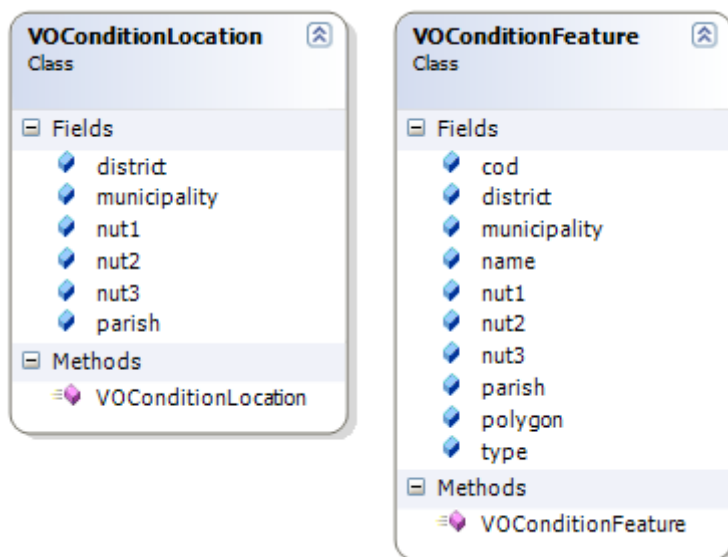 VOConditionLocation
Class
Fields
district
municipality
nut1
nut2
nut3
parish
Methods
VOConditionLocation
VOConditionFeature
Class
Fields
cod
district
municipality
name
nut1
nut2
nut3
parish
polygon
type
Methods
VOConditionFeature